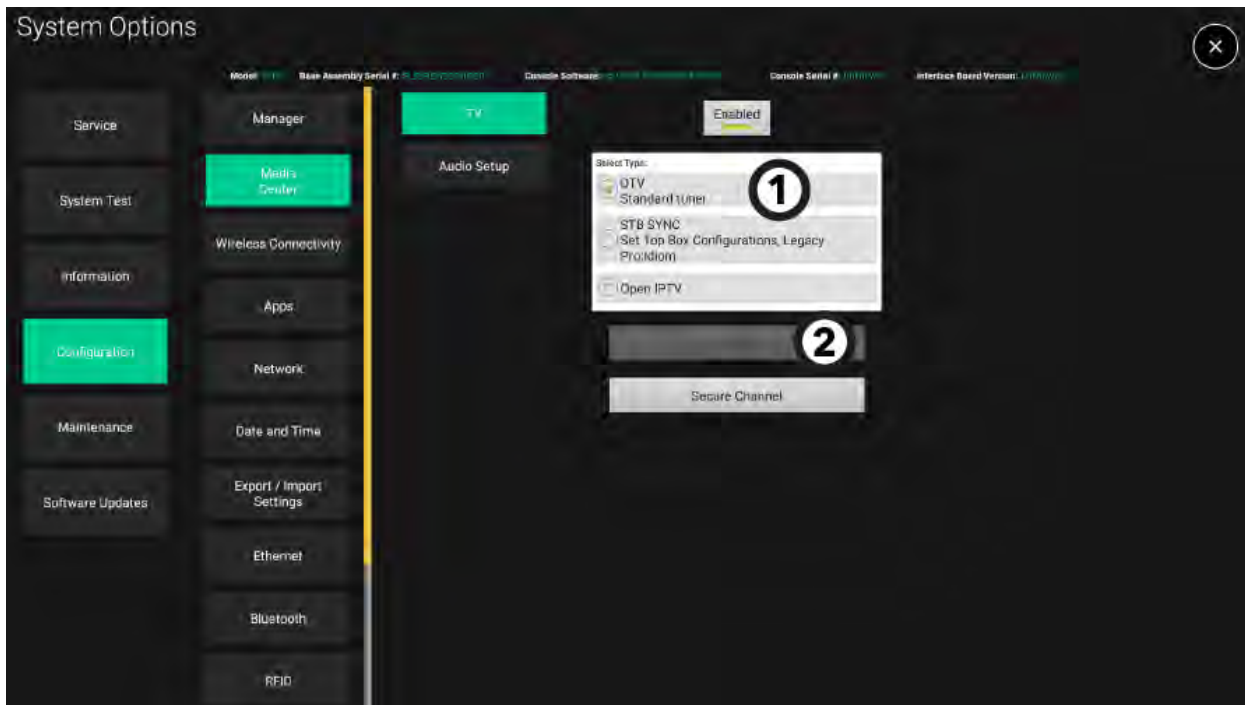 System Options
Model: Base Assembly Serial #: Console Software: Console Serial #: Interface Board Version:
Service
System Test
Information
Configuration
Maintenance
Software Updates
Manager
Media
Center
Wireless Connectivity
Apps
Network
Date and Time
Export / Import
Settings
Ethernet
Bluetooth
RFID
TV
Audio Setup
Enabled
Select Type:
DTV
Standard tuner
1
STB SYNC
Set Top Box Configurations, Legacy
Pro:Idiom
Open IPTV
2
Secure Channel